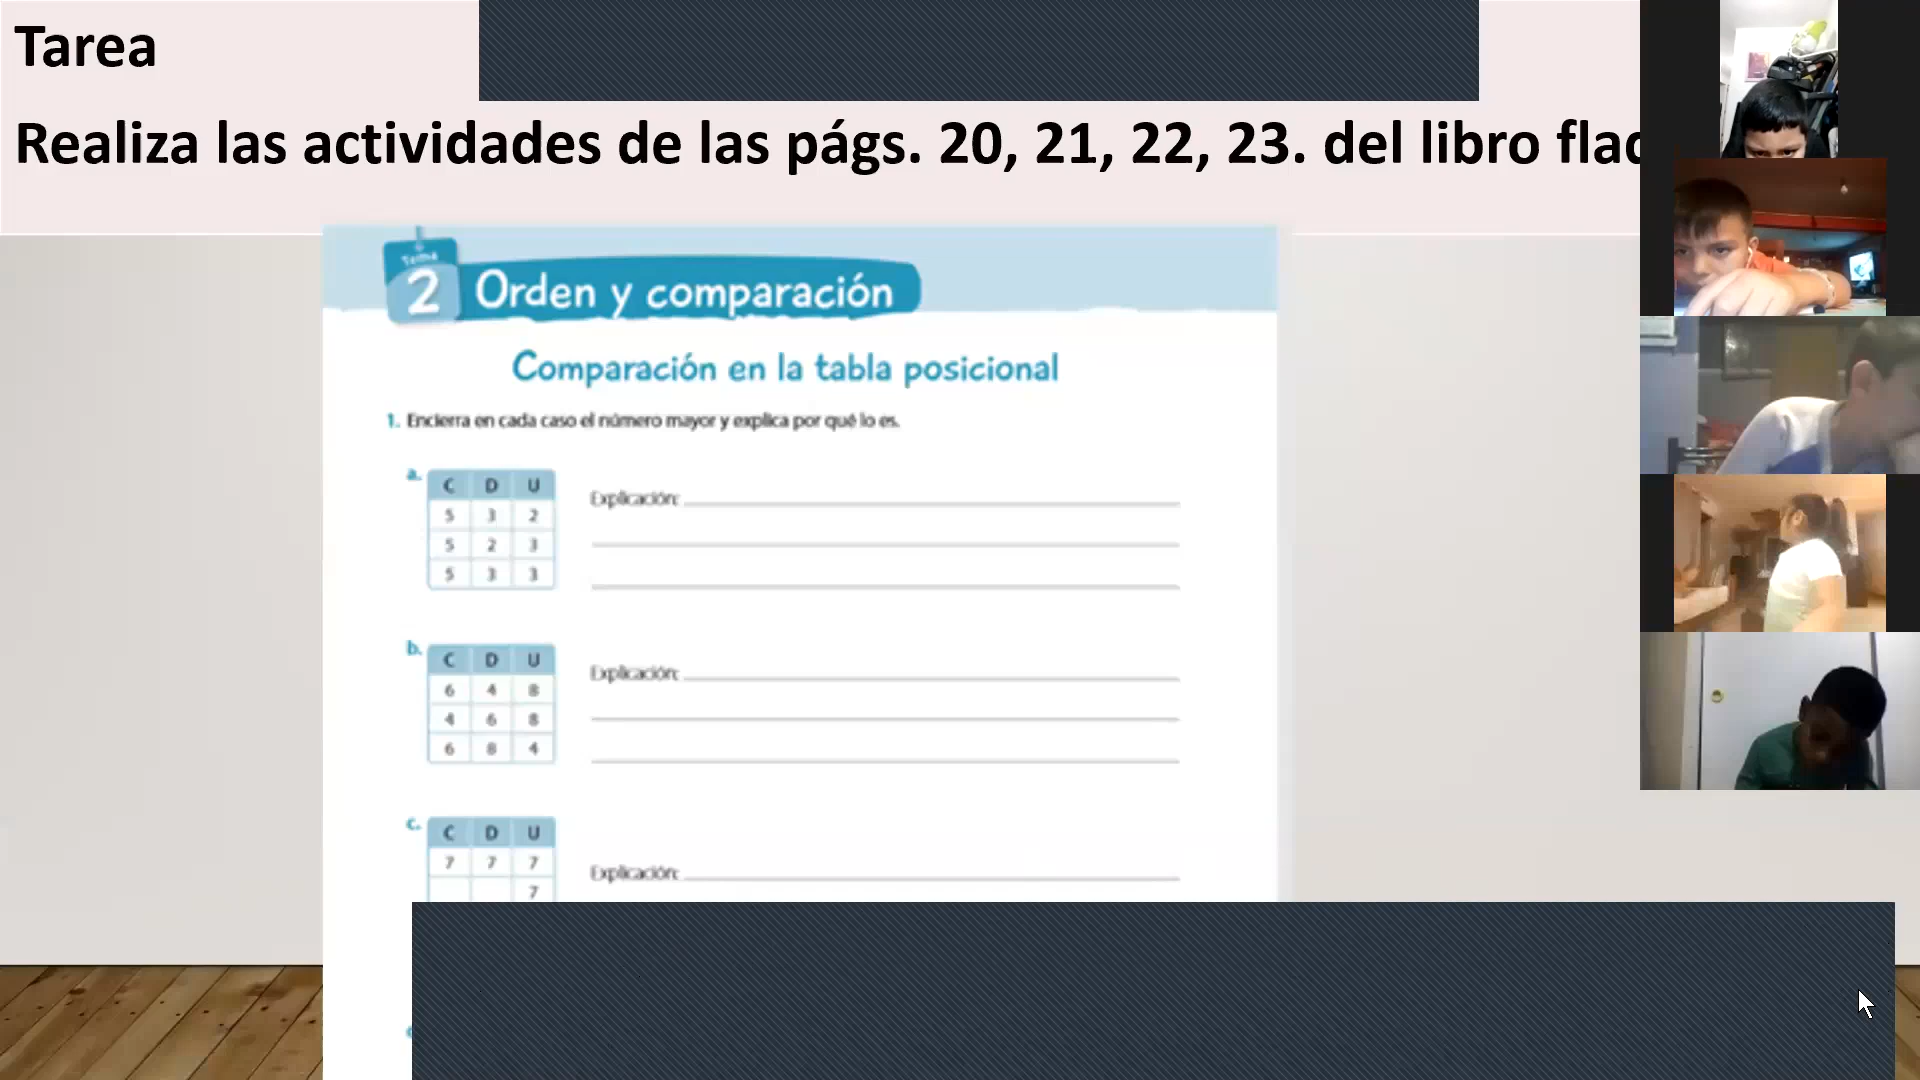 Tarea
Realiza las actividades de las págs. 20, 21, 22, 23. del libro flac
Tema
2 Orden y comparación
Comparación en la tabla posicional
1. Encierra en cada caso el número mayor y explica por qué lo es.
a.
C D U
5 3 2
5 2 3
5 3 3
Explicación:
b.
C D U
6 4 8
4 6 8
6 8 4
Explicación:
c.
C D U
7 7 7
7
Explicación: